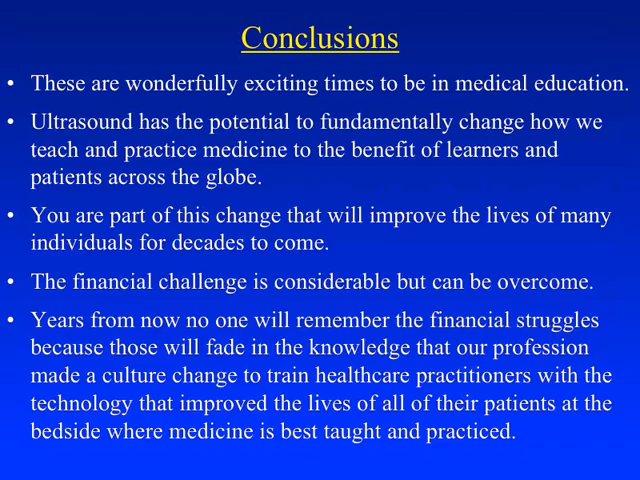 Conclusions
• These are wonderfully exciting times to be in medical education.
• Ultrasound has the potential to fundamentally change how we
teach and practice medicine to the benefit of learners and
patients across the globe.
• You are part of this change that will improve the lives of many
individuals for decades to come.
• The financial challenge is considerable but can be overcome.
• Years from now no one will remember the financial struggles
because those will fade in the knowledge that our profession
made a culture change to train healthcare practitioners with the
technology that improved the lives of all of their patients at the
bedside where medicine is best taught and practiced.